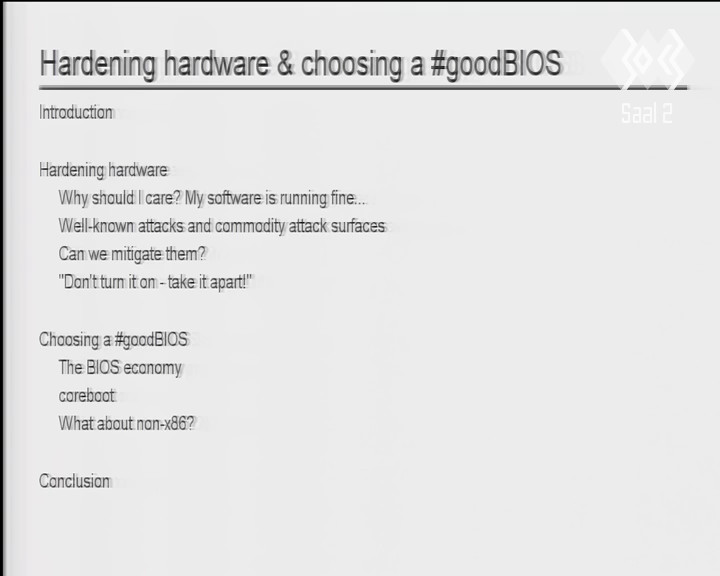 Hardening hardware & choosing a #goodBIOS
Saal 2
Introduction
Hardening hardware
Why should I care? My software is running fine...
Well-known attacks and commodity attack surfaces
Can we mitigate them?
"Don't turn it on - take it apart!"
Choosing a #goodBIOS
The BIOS economy
coreboot
What about non-x86?
Conclusion